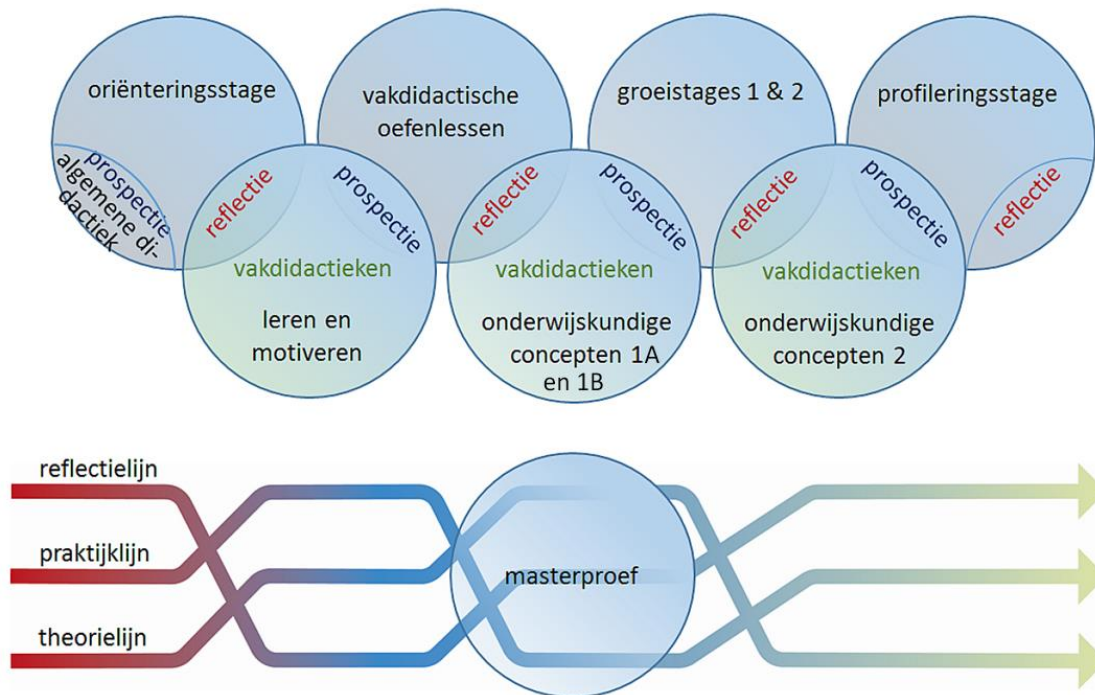 oriënteringsstage
prospectie
algemene di-
dactiek
reflectie
prospectie
vakdidactieken
leren en
motiveren
vakdidactische
oefenlessen
reflectie
prospectie
vakdidactieken
onderwijskundige
concepten 1A
en 1B
groeistages 1 & 2
reflectie
prospectie
vakdidactieken
onderwijskundige
concepten 2
profileringsstage
reflectie
reflectielijn
praktijklijn
theorielijn
masterproef